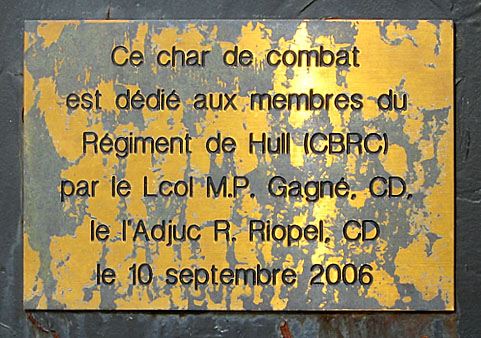 Ce char de combat
est dédié aux membres du
Régiment de Hull (CBRC)
par le Lcol M.P. Gagné, CD,
le l'Adjuc R. Riopel, CD
le 10 septembre 2006